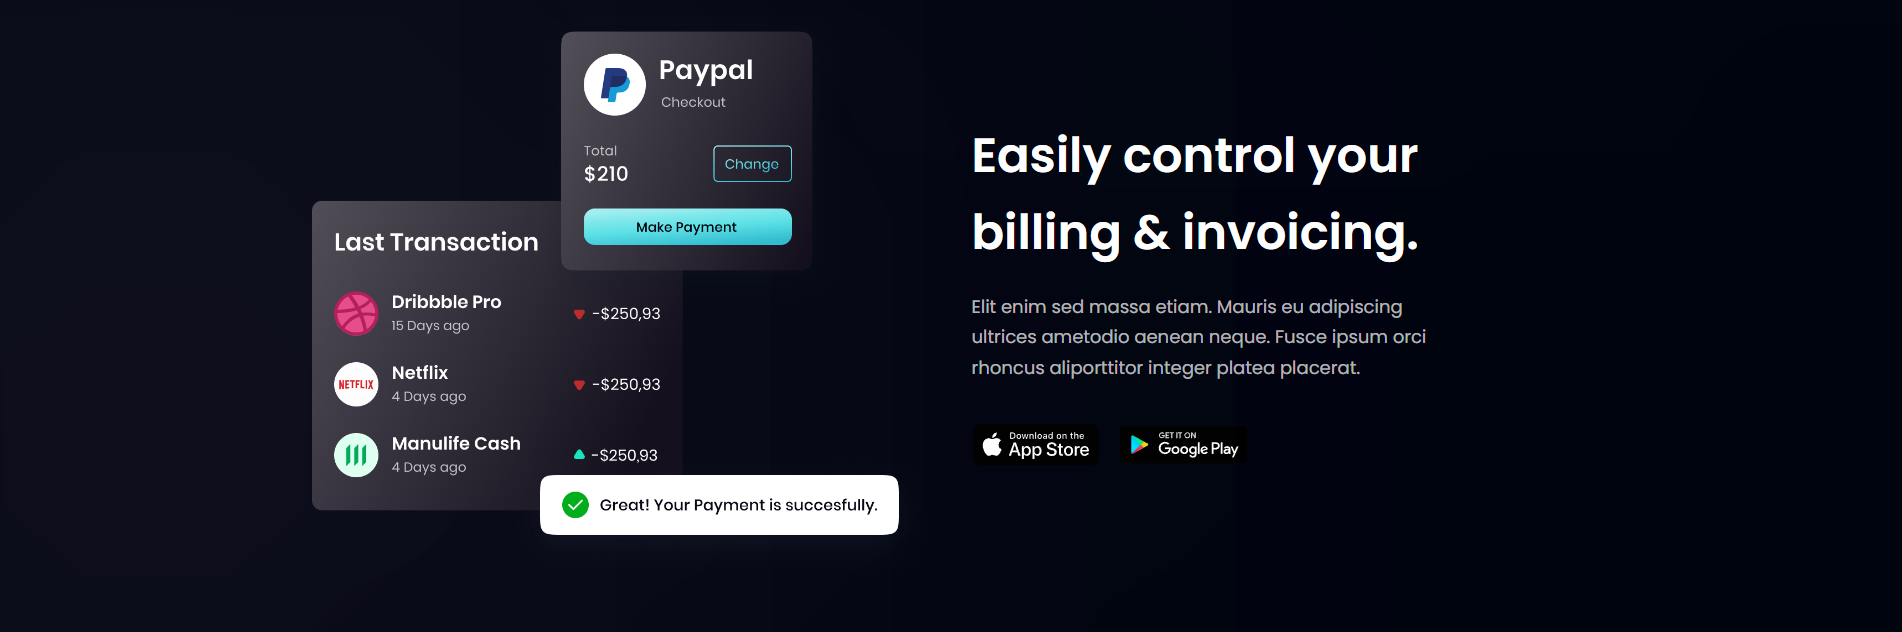 Paypal
Checkout
Total
$210
Change
Make Payment
Last Transaction
Dribbble Pro
15 Days ago
-$250,93
NETFLIX
Netflix
4 Days ago
-$250,93
Manulife Cash
4 Days ago
-$250,93
Great! Your Payment is succesfully.
Easily control your
billing & invoicing.
Elit enim sed massa etiam. Mauris eu adipiscing
ultrices ametodio aenean neque. Fusce ipsum orci
rhoncus aliporttitor integer platea placerat.
Download on the
App Store
GET IT ON
Google Play